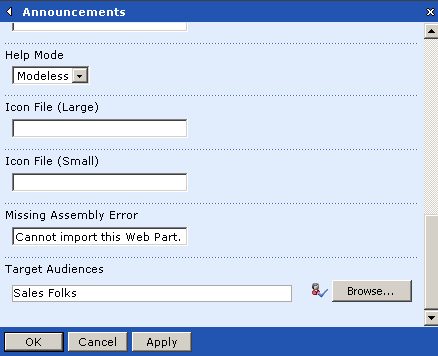 Announcements
Help Mode
Modeless
Icon File (Large)
Icon File (Small)
Missing Assembly Error
Cannot import this Web Part.
Target Audiences
Sales Folks
Browse...
OK Cancel Apply